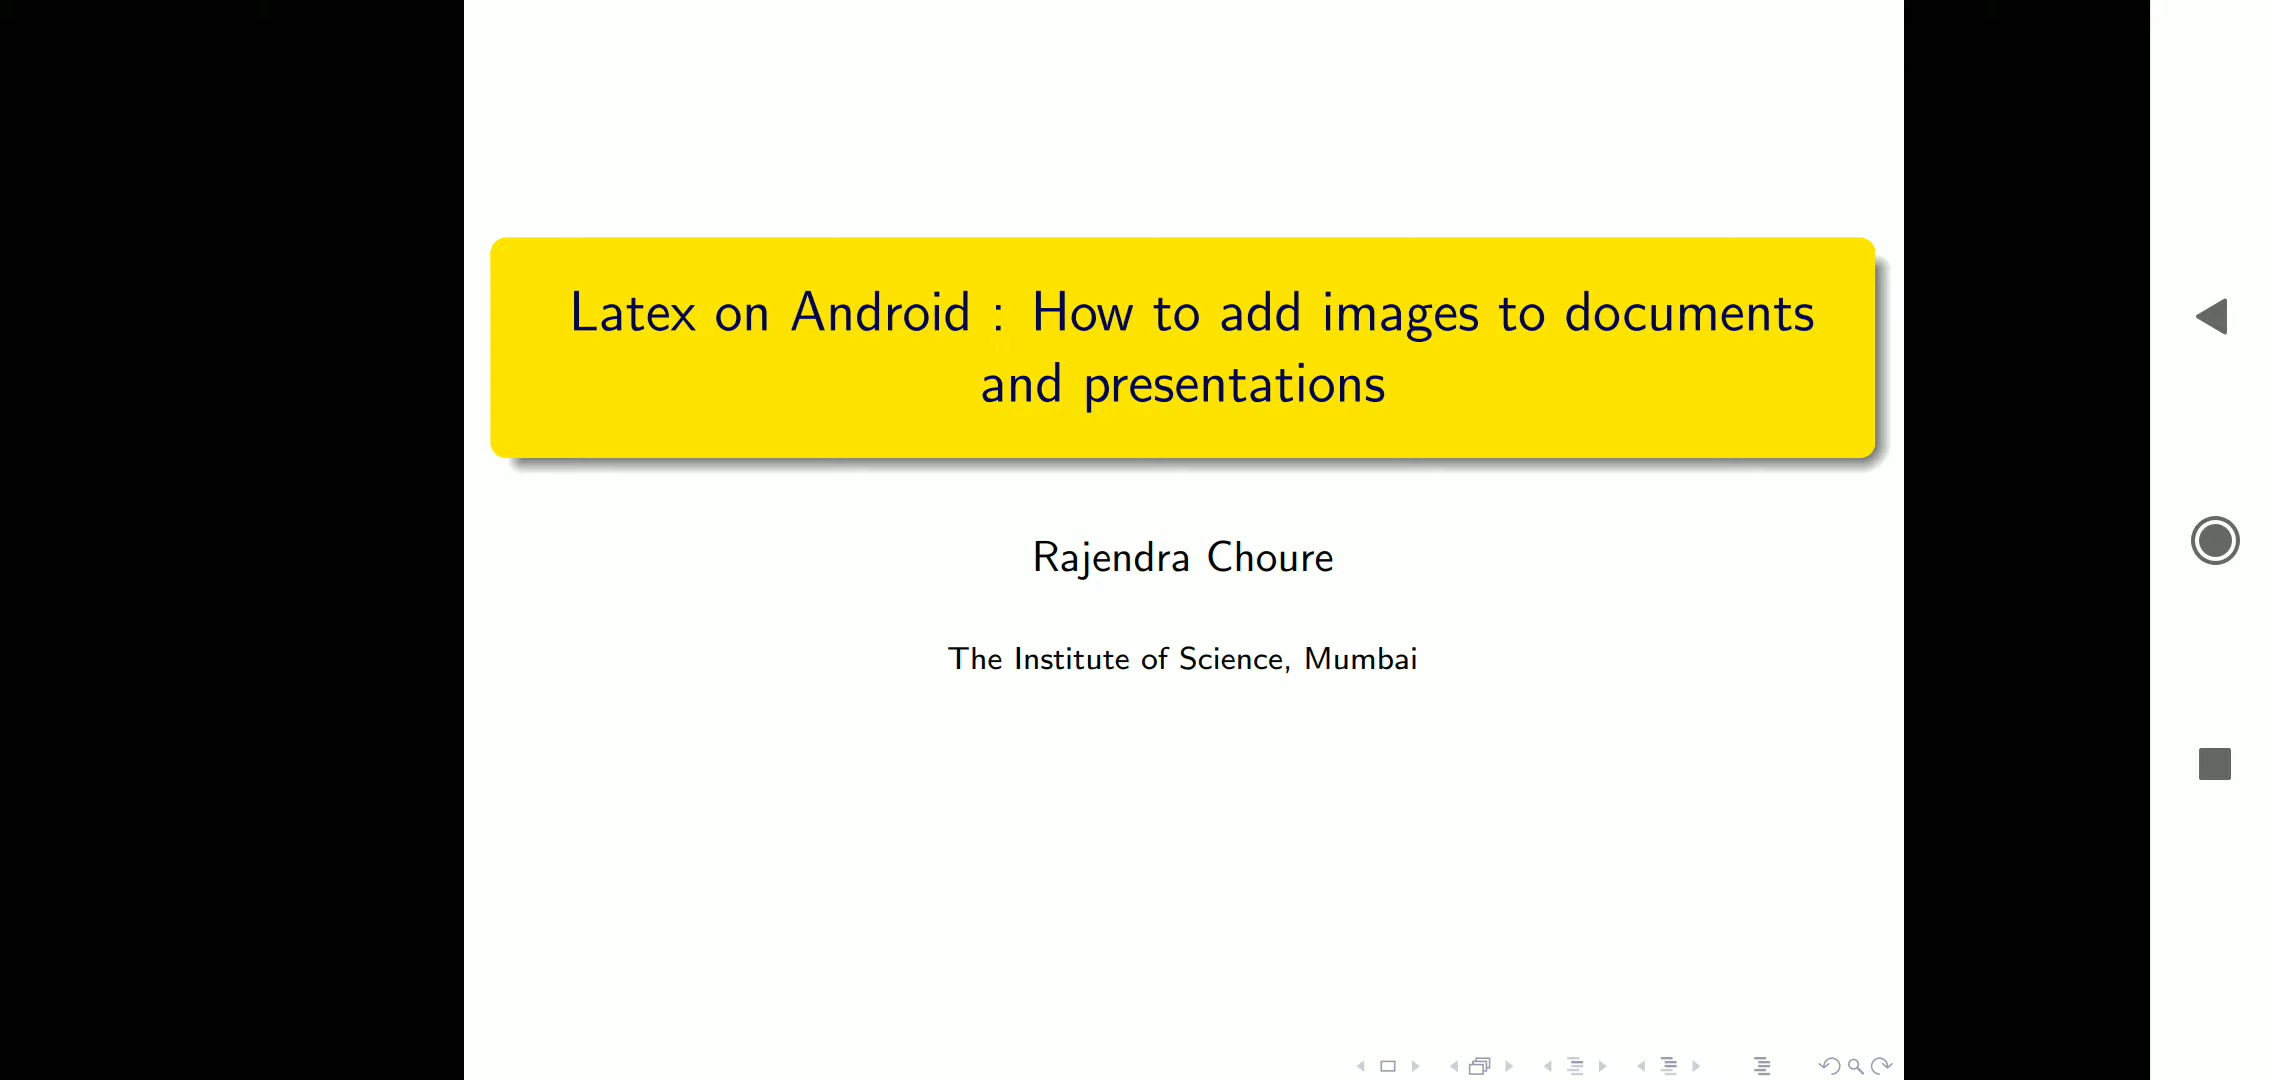 Latex on Android : How to add images to documents
and presentations
Rajendra Choure
The Institute of Science, Mumbai